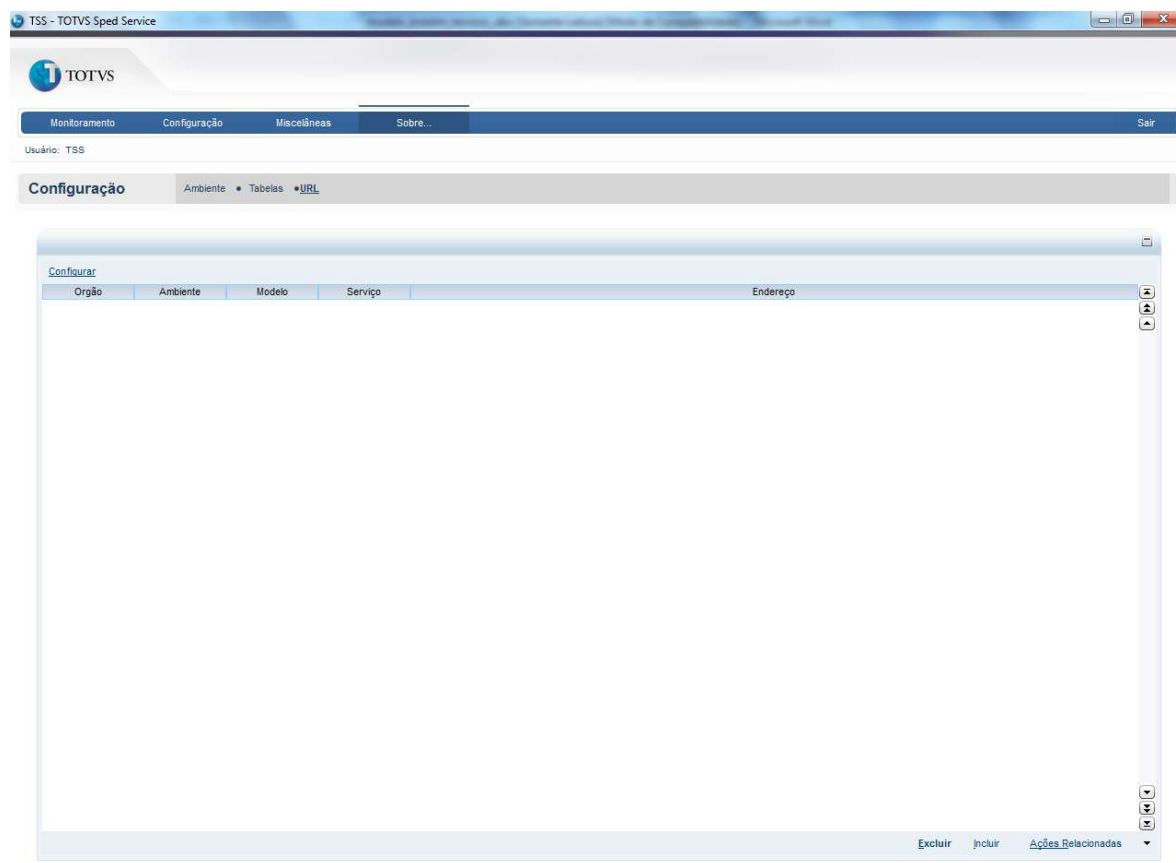 TSS - TOTVS Sped Service
TOTVS
Monitoramento Configuração Miscelâneas Sobre... Sair
Usuário: TSS
Configuração Ambiente • Tabelas •URL
Configurar
Orgão Ambiente Modelo Serviço Endereço
Excluir Incluir Ações Relacionadas